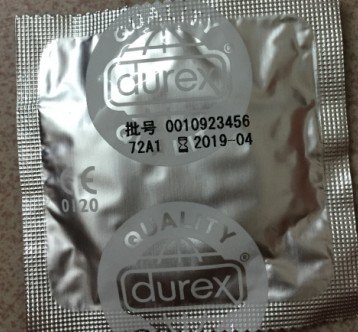 QUALITY
durex®
批号 0010923456
72A1 2019-04
CE
0120
QUALITY
durex®